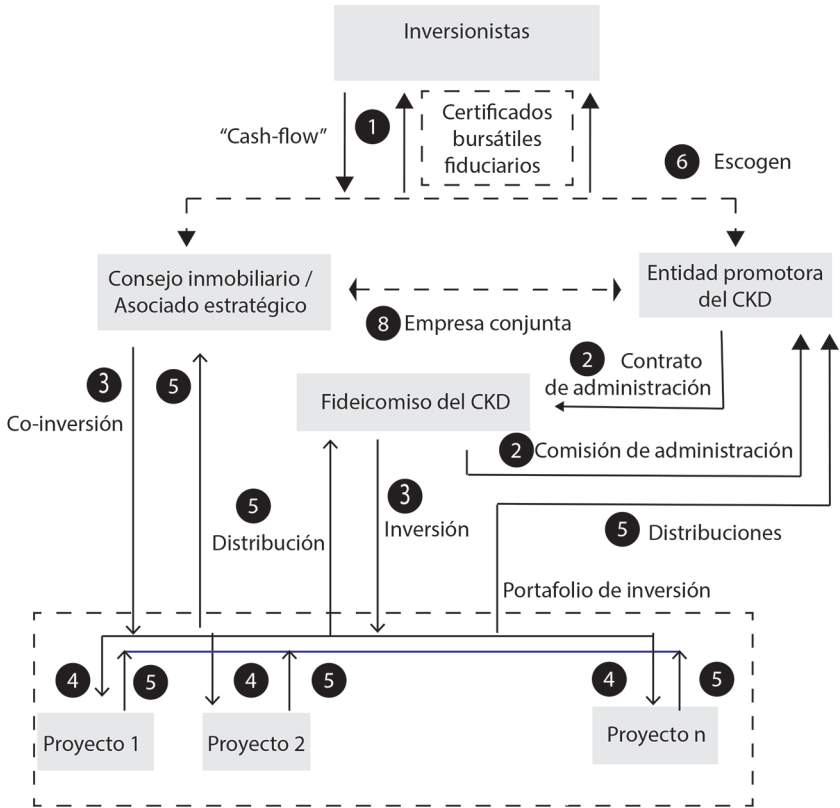 Inversionistas
“Cash-flow”
1
Certificados
bursátiles
fiduciarios
6 Escogen
Consejo inmobiliario /
Asociado estratégico
Entidad promotora
del CKD
8 Empresa conjunta
2 Contrato
de administración
3
Co-inversión
5
Fideicomiso del CKD
2 Comisión de administración
5
Distribución
3
Inversión
5 Distribuciones
Portafolio de inversión
4
5
4
5
4
5
Proyecto 1
Proyecto 2
Proyecto n